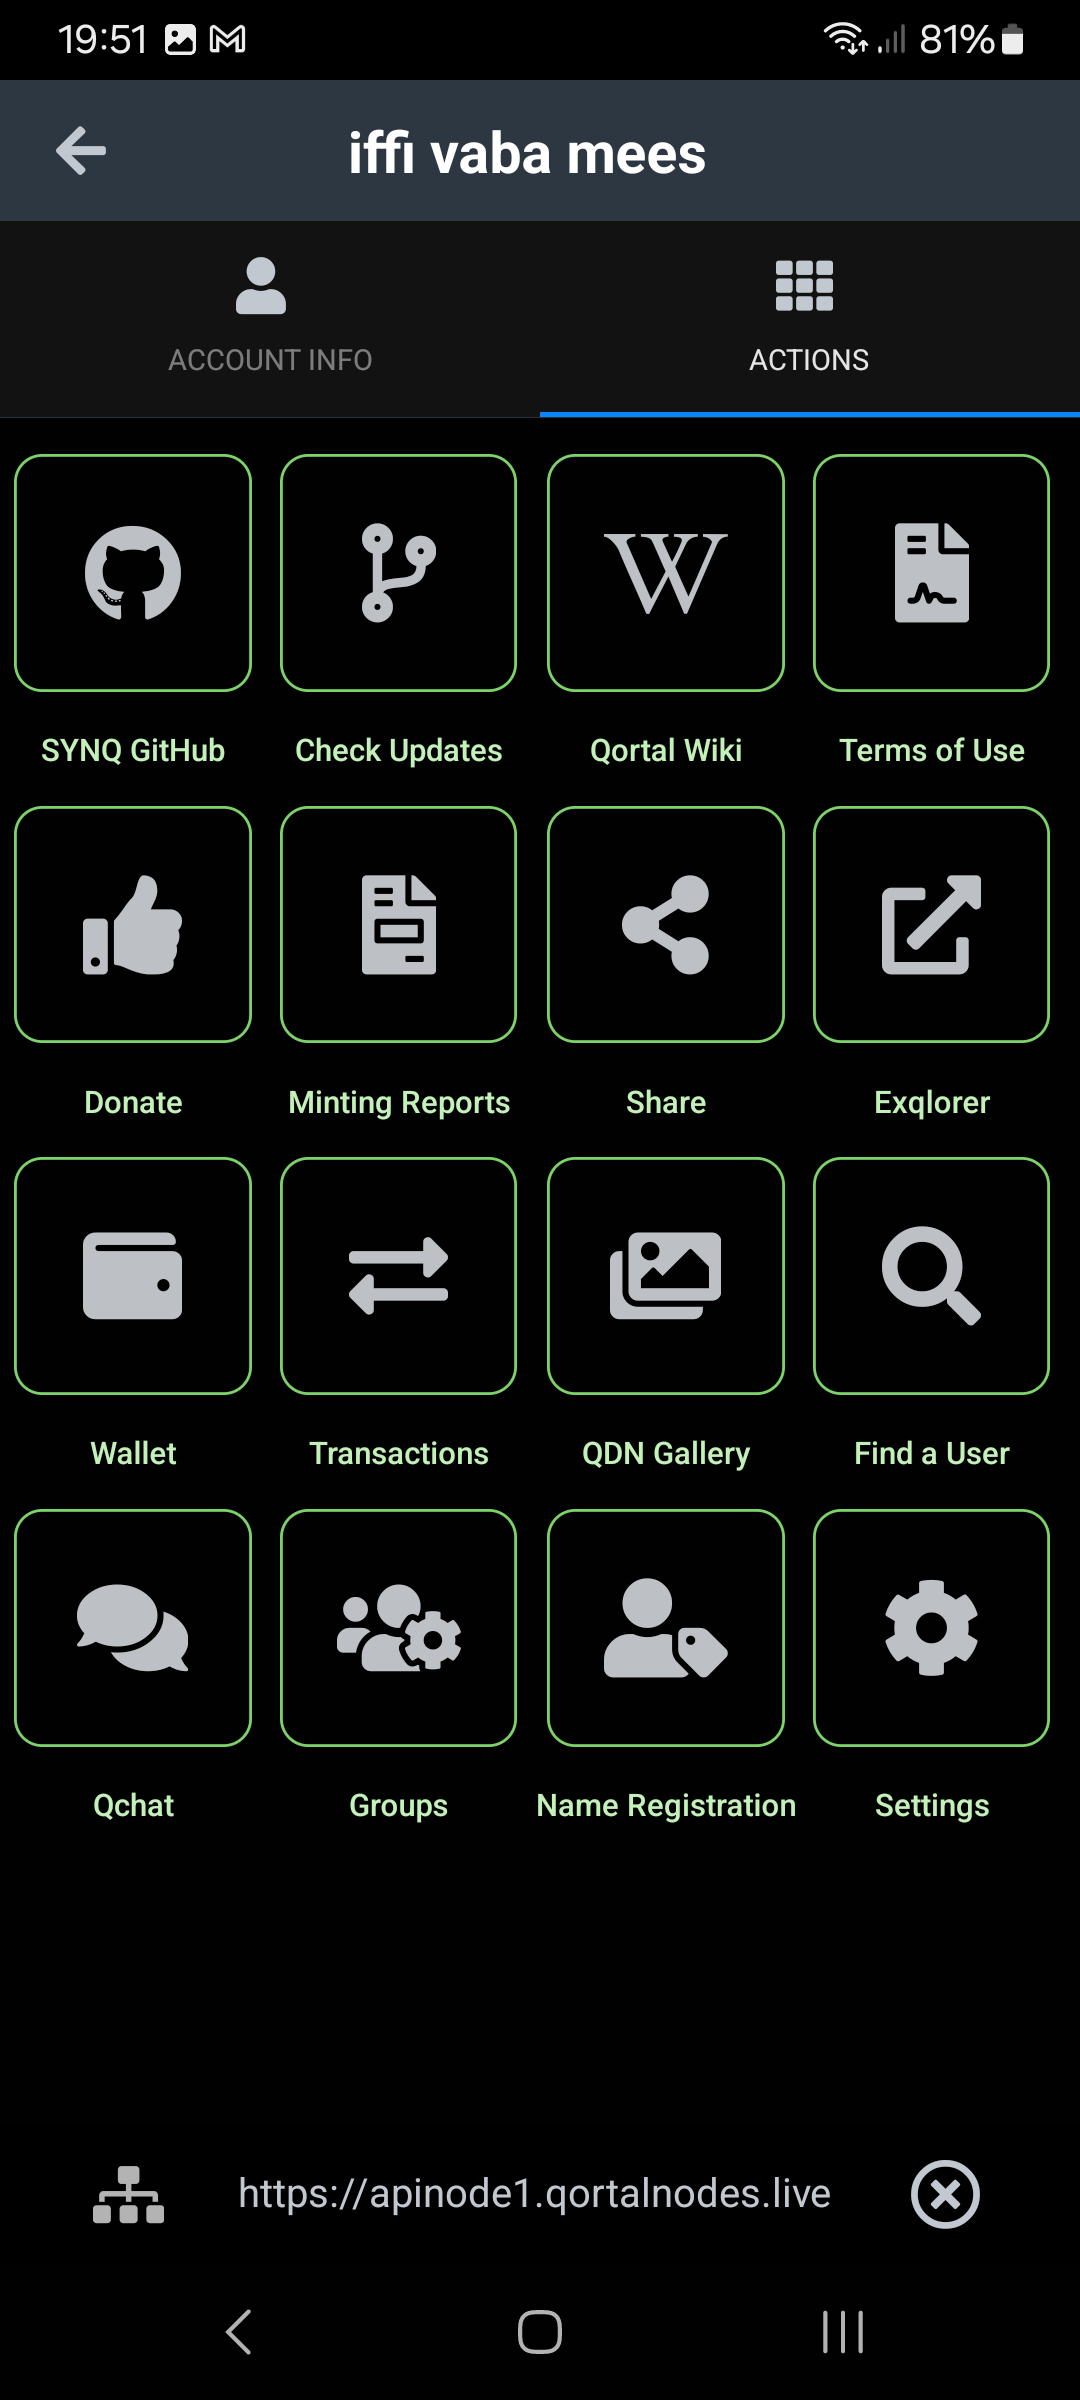 19:51 81%
iffi vaba mees
ACCOUNT INFO ACTIONS
SYNQ GitHub Check Updates Qortal Wiki Terms of Use
Donate Minting Reports Share Exqlorer
Wallet Transactions QDN Gallery Find a User
Qchat Groups Name Registration Settings
https://apinode1.qortalnodes.live